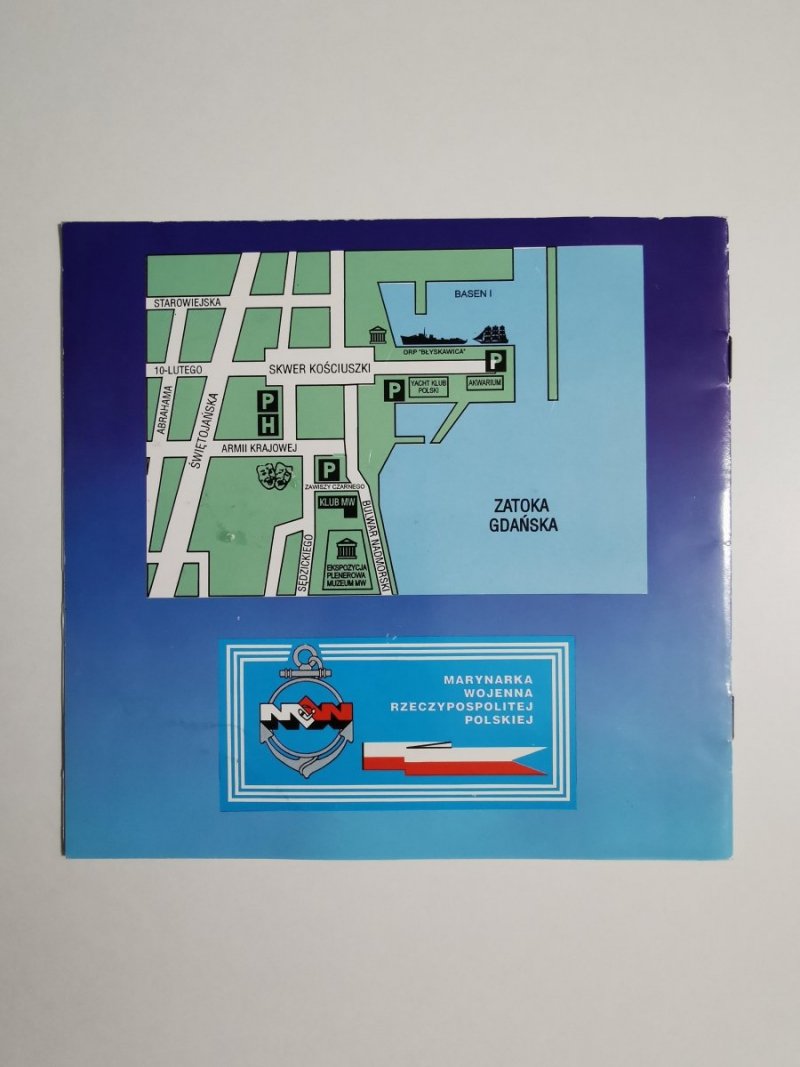 BASEN I
STAROWIEJSKA
ORP "BŁYSKAWICA"
10-LUTEGO
SKWER KOŚCIUSZKI
P
P
YACHT KLUB
POLSKI
AKWARIUM
ABRAHAMA
ŚWIĘTOJAŃSKA
P
H
ARMII KRAJOWEJ
P
ZAWISZY CZARNEGO
KLUB MW
BULWAR NADMORSKI
ZATOKA
GDAŃSKA
SĘDZICKIEGO
EKSPOZYCJA
PLENEROWA
MUZEUM MW
MW
MARYNARKA
WOJENNA
RZECZYPOSPOLITEJ
POLSKIEJ